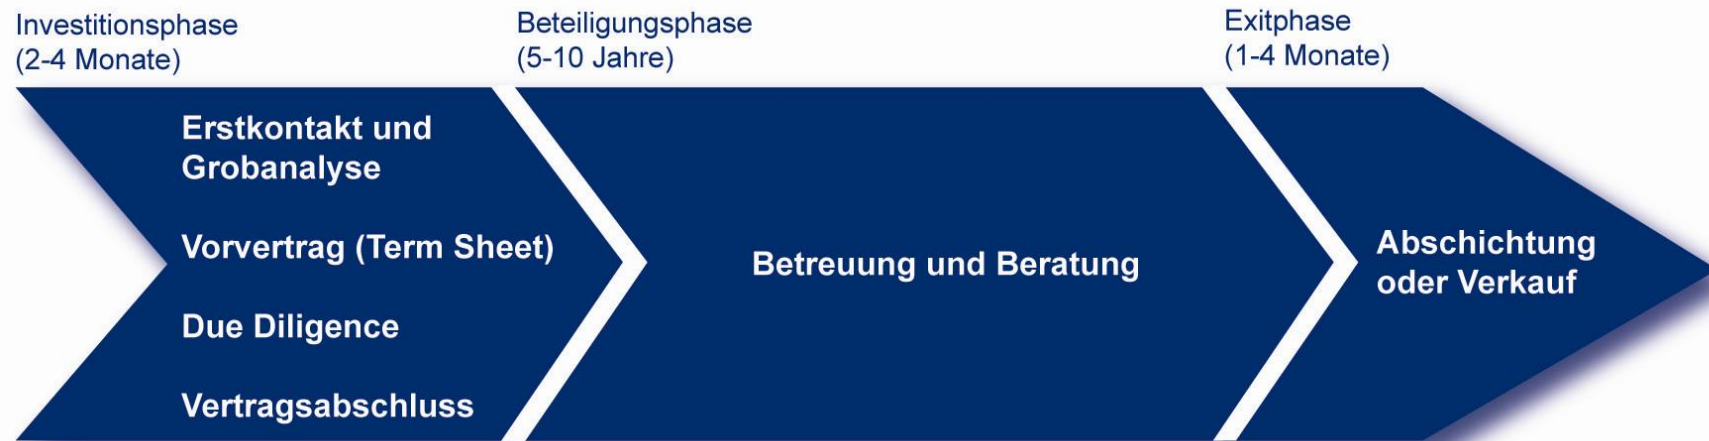 Investitionsphase
(2-4 Monate)
Beteiligungsphase
(5-10 Jahre)
Exitphase
(1-4 Monate)
Erstkontakt und
Grobanalyse
Vorvertrag (Term Sheet)
Due Diligence
Vertragsabschluss
Betreuung und Beratung
Abschichtung
oder Verkauf